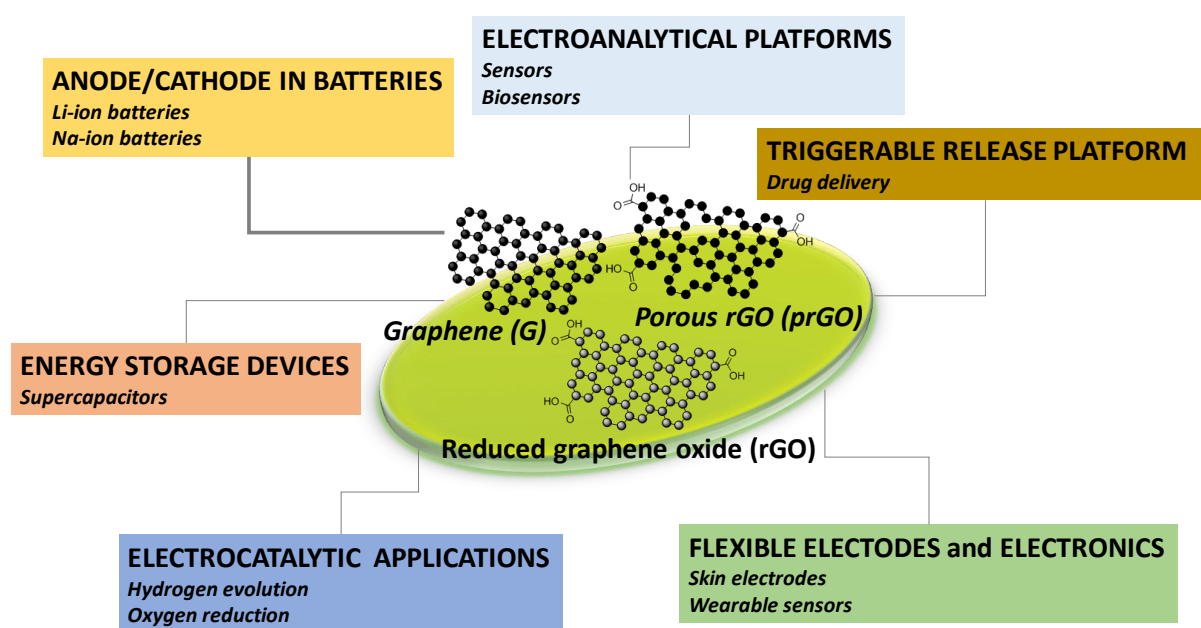 ELECTROANALYTICAL PLATFORMS
Sensors
Biosensors
ANODE/CATHODE IN BATTERIES
Li-ion batteries
Na-ion batteries
TRIGGERABLE RELEASE PLATFORM
Drug delivery
OH
O
O
OH
HO
O
Graphene (G)
Porous rGO (prGO)
OH
O
O
OH
HO
O
Reduced graphene oxide (rGO)
ENERGY STORAGE DEVICES
Supercapacitors
ELECTROCATALYTIC APPLICATIONS
Hydrogen evolution
Oxygen reduction
FLEXIBLE ELECTODES and ELECTRONICS
Skin electrodes
Wearable sensors